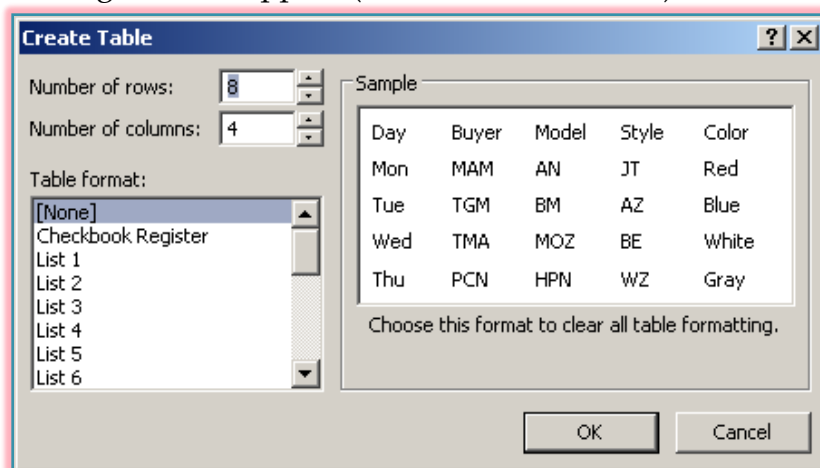 Create Table
Number of rows: 8
Number of columns: 4
Table format:
[None]
Checkbook Register
List 1
List 2
List 3
List 4
List 5
List 6
Sample
Day Buyer Model Style Color
Mon MAM AN JT Red
Tue TGM BM AZ Blue
Wed TMA MOZ BE White
Thu PCN HPN WZ Gray
Choose this format to clear all table formatting.
OK Cancel